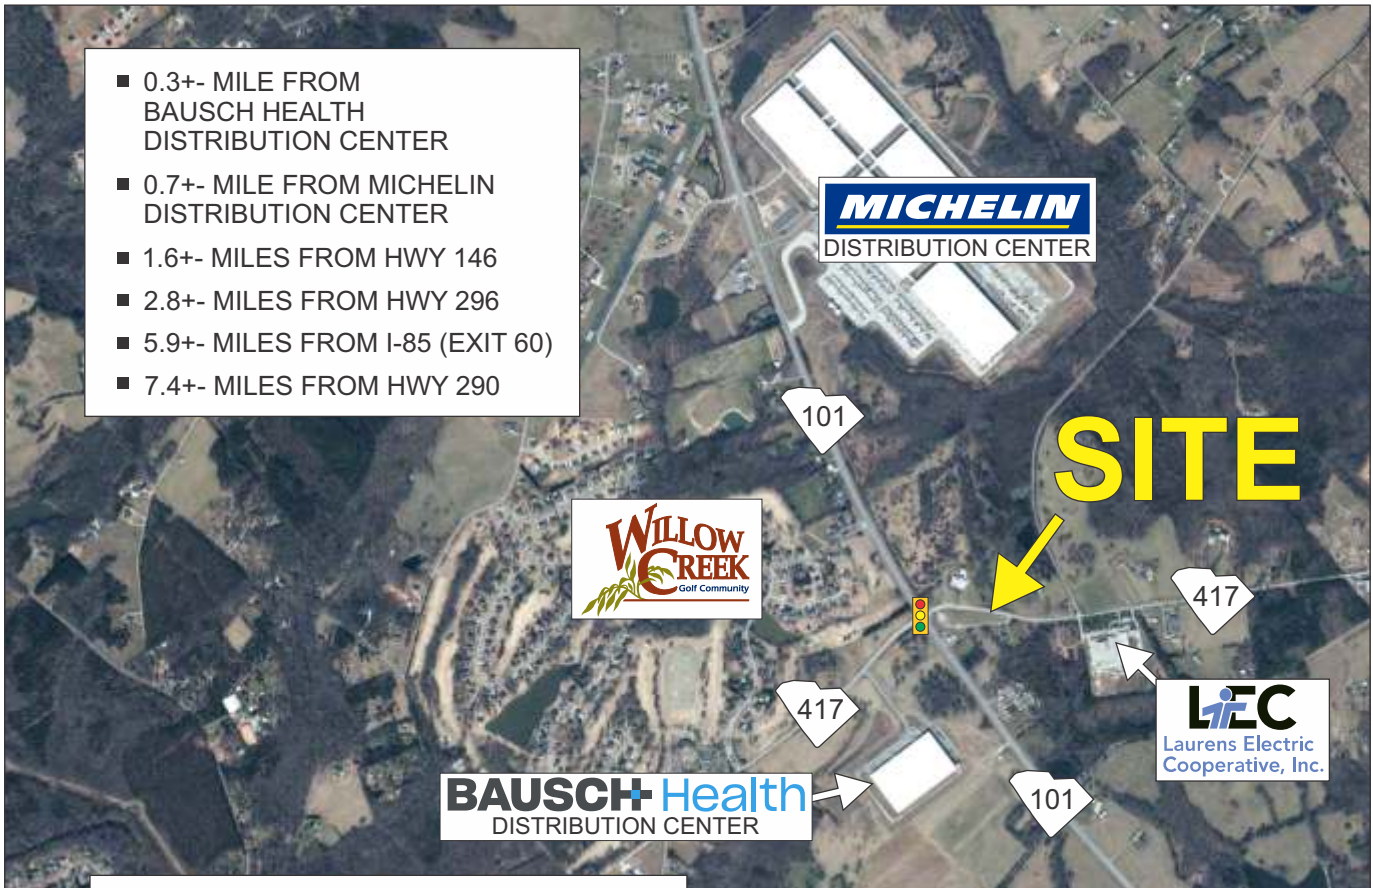 ■ 0.3+- MILE FROM
BAUSCH HEALTH
DISTRIBUTION CENTER
■ 0.7+- MILE FROM MICHELIN
DISTRIBUTION CENTER
■ 1.6+- MILES FROM HWY 146
■ 2.8+- MILES FROM HWY 296
■ 5.9+- MILES FROM I-85 (EXIT 60)
■ 7.4+- MILES FROM HWY 290
MICHELIN
DISTRIBUTION CENTER
101
SITE
WILLOW
CREEK
Golf Community
417
417
LEC
Laurens Electric
Cooperative, Inc.
BAUSCH+ Health
DISTRIBUTION CENTER
101